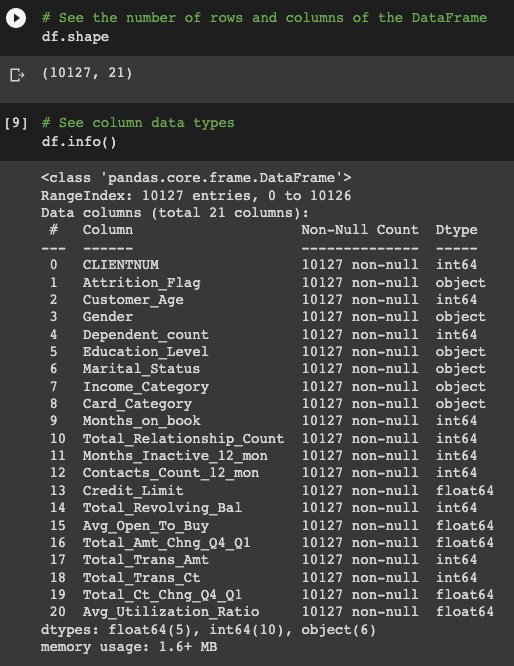 # See the number of rows and columns of the DataFrame
df.shape
(10127, 21)
[9] # See column data types
df.info()
<class 'pandas.core.frame.DataFrame'>
RangeIndex: 10127 entries, 0 to 10126
Data columns (total 21 columns):
 #   Column                    Non-Null Count  Dtype
---  ------                    --------------  -----
 0   CLIENTNUM                 10127 non-null  int64
 1   Attrition_Flag            10127 non-null  object
 2   Customer_Age              10127 non-null  int64
 3   Gender                    10127 non-null  object
 4   Dependent_count           10127 non-null  int64
 5   Education_Level           10127 non-null  object
 6   Marital_Status            10127 non-null  object
 7   Income_Category           10127 non-null  object
 8   Card_Category             10127 non-null  object
 9   Months_on_book            10127 non-null  int64
 10  Total_Relationship_Count  10127 non-null  int64
 11  Months_Inactive_12_mon    10127 non-null  int64
 12  Contacts_Count_12_mon     10127 non-null  int64
 13  Credit_Limit              10127 non-null  float64
 14  Total_Revolving_Bal       10127 non-null  int64
 15  Avg_Open_To_Buy           10127 non-null  float64
 16  Total_Amt_Chng_Q4_Q1      10127 non-null  float64
 17  Total_Trans_Amt           10127 non-null  int64
 18  Total_Trans_Ct            10127 non-null  int64
 19  Total_Ct_Chng_Q4_Q1       10127 non-null  float64
 20  Avg_Utilization_Ratio     10127 non-null  float64
dtypes: float64(5), int64(10), object(6)
memory usage: 1.6+ MB